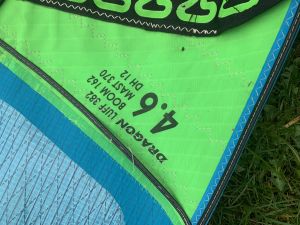 DRAGON LUFF 382
BOOM 162
MAST 370
DH 12
4.6